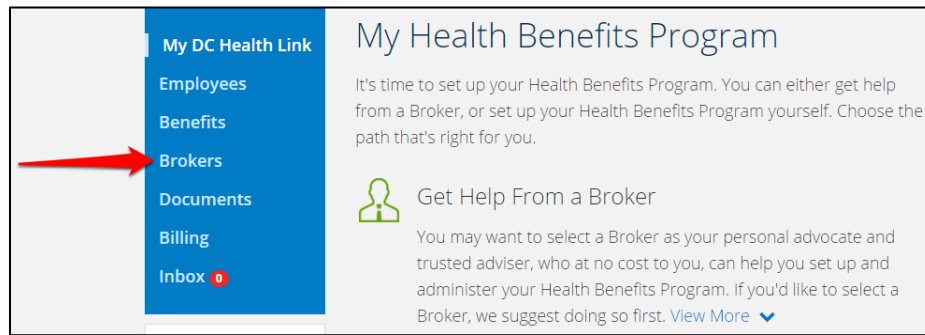 My DC Health Link
Employees
Benefits
Brokers
Documents
Billing
Inbox 0
My Health Benefits Program
It's time to set up your Health Benefits Program. You can either get help
from a Broker, or set up your Health Benefits Program yourself. Choose the
path that's right for you.
Get Help From a Broker
You may want to select a Broker as your personal advocate and
trusted adviser, who at no cost to you, can help you set up and
administer your Health Benefits Program. If you'd like to select a
Broker, we suggest doing so first. View More